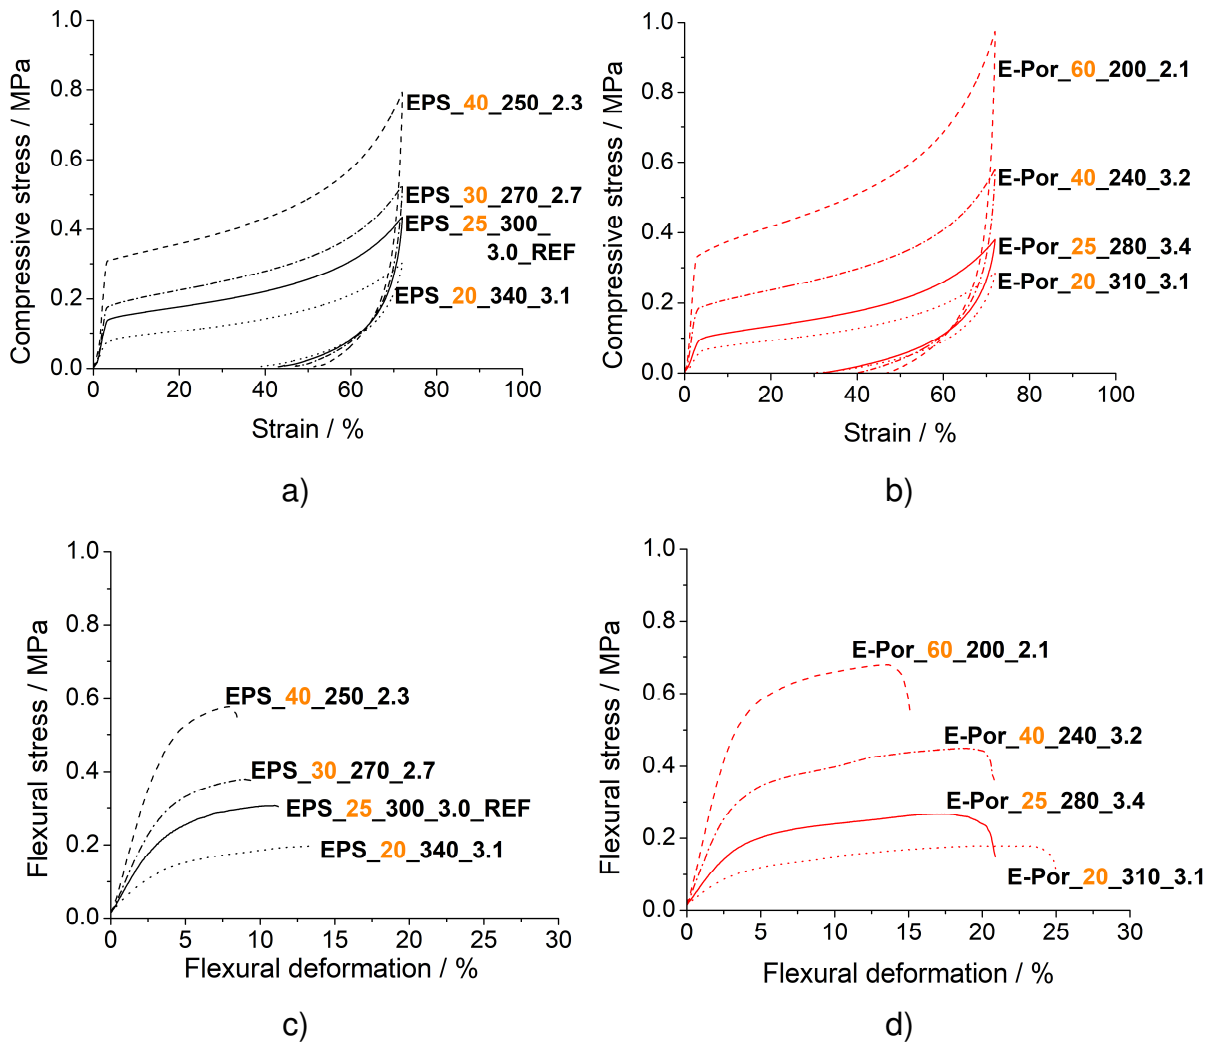 1.0
0.8
0.6
0.4
0.2
0.0
0
20
40
60
80
100
Compressive stress / MPa
Strain / %
EPS_40_250_2.3
EPS_30_270_2.7
EPS_25_300_
3.0_REF
EPS_20_340_3.1
a)
1.0
0.8
0.6
0.4
0.2
0.0
0
20
40
60
80
100
Compressive stress / MPa
Strain / %
E-Por_60_200_2.1
E-Por_40_240_3.2
E-Por_25_280_3.4
E-Por_20_310_3.1
b)
1.0
0.8
0.6
0.4
0.2
0.0
0
5
10
15
20
25
30
Flexural stress / MPa
Flexural deformation / %
EPS_40_250_2.3
EPS_30_270_2.7
EPS_25_300_3.0_REF
EPS_20_340_3.1
c)
1.0
0.8
0.6
0.4
0.2
0.0
0
5
10
15
20
25
30
Flexural stress / MPa
Flexural deformation / %
E-Por_60_200_2.1
E-Por_40_240_3.2
E-Por_25_280_3.4
E-Por_20_310_3.1
d)